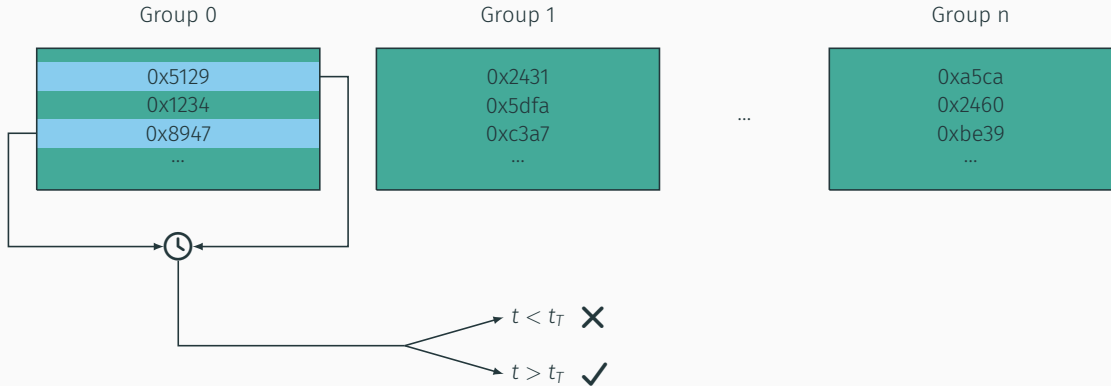 Group 0
Group 1
Group n
0x5129
0x1234
0x8947
...
0x2431
0x5dfa
0xc3a7
...
...
0xa5ca
0x2460
0xbe39
...
t < t_T
t > t_T